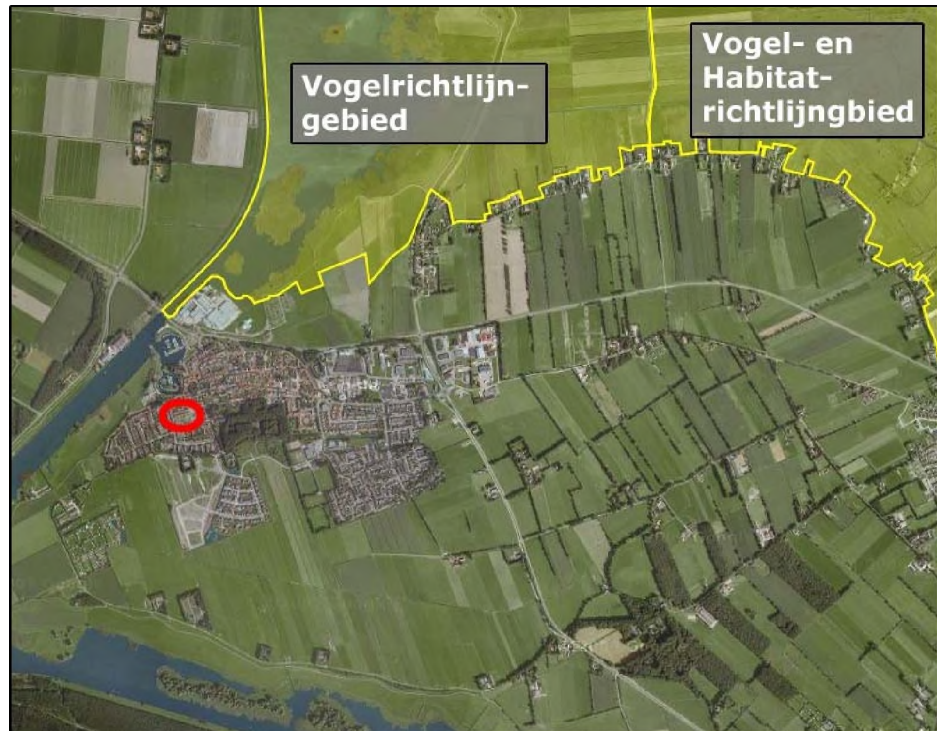 Vogelrichtlijn-
gebied
Vogel- en
Habitat-
richtlijngbied